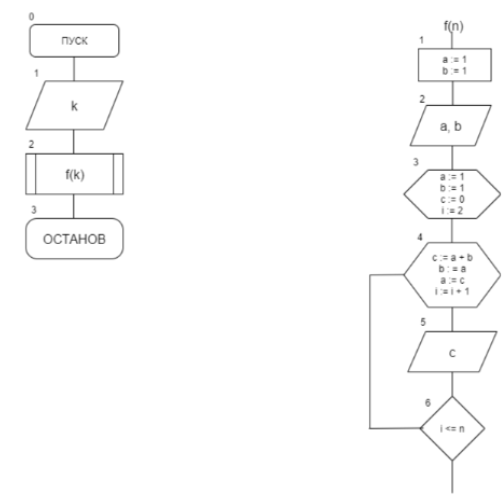 0
ПУСК
1
k
2
f(k)
3
ОСТАНОВ
f(n)
1
a := 1
b := 1
2
a, b
3
a := 1
b := 1
c := 0
i := 2
4
c := a + b
b := a
a := c
i := i + 1
5
c
6
i <= n